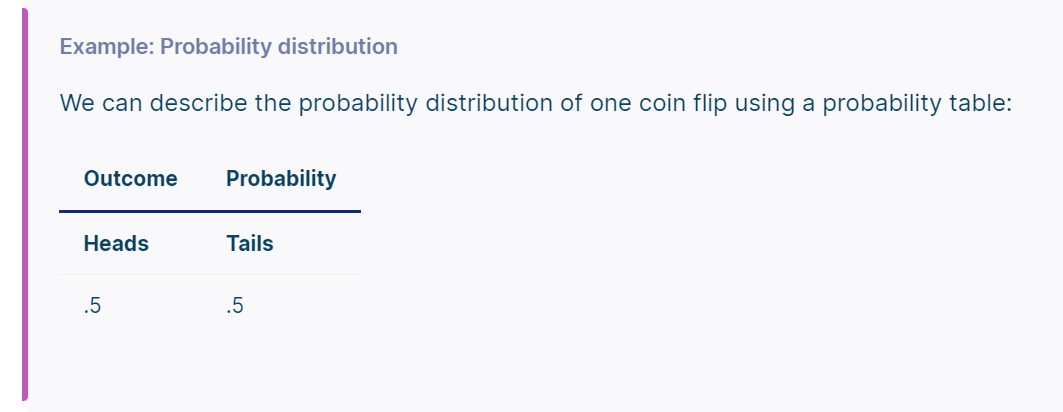 Example: Probability distribution
We can describe the probability distribution of one coin flip using a probability table:
Outcome Probability
Heads Tails
.5 .5